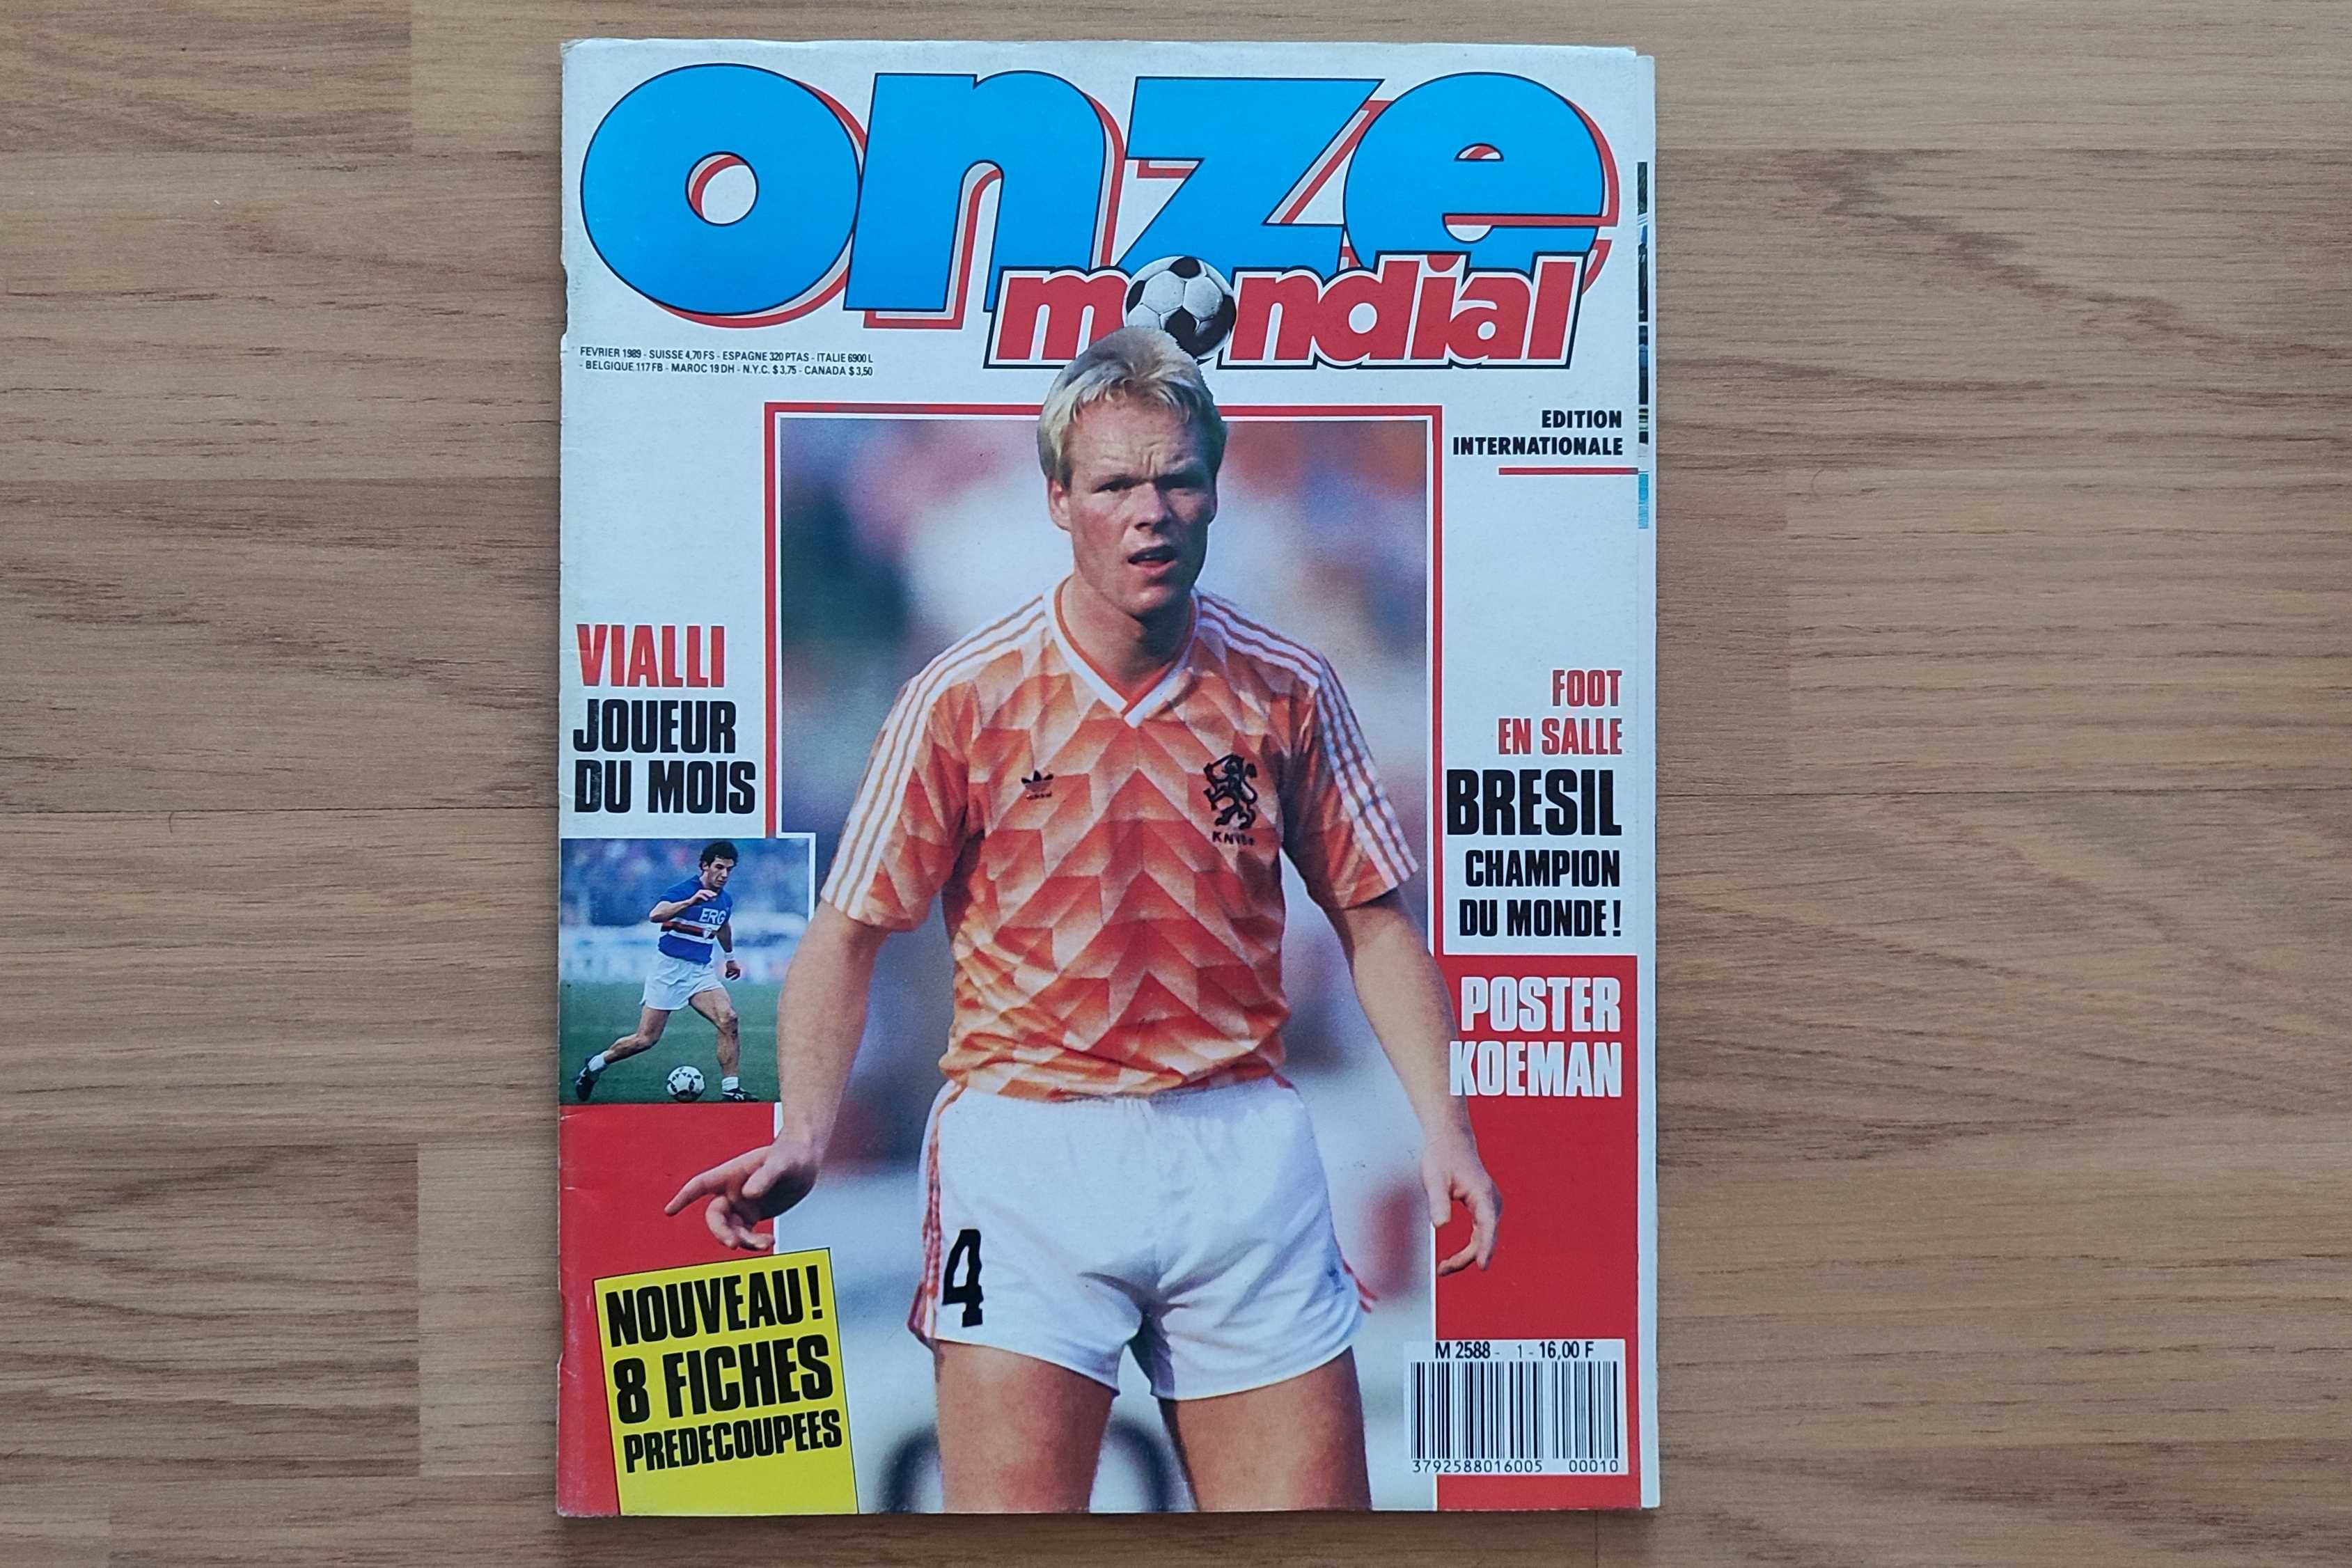 onze
mondial
FEVRIER 1989 - SUISSE 4,70 FS - ESPAGNE 320 PTAS - ITALIE 6900 L
- BELGIQUE 117 FB - MAROC 19 DH - N.Y.C. $ 3,75 - CANADA $ 3,50
EDITION
INTERNATIONALE
VIALLI
JOUEUR
DU MOIS
ERG
FOOT
EN SALLE
BRESIL
CHAMPION
DU MONDE !
POSTER
KOEMAN
adidas
4
NOUVEAU !
8 FICHES
PREDECOUPEES
M 2588 - 1 - 16,00 F
3792588016005 00010